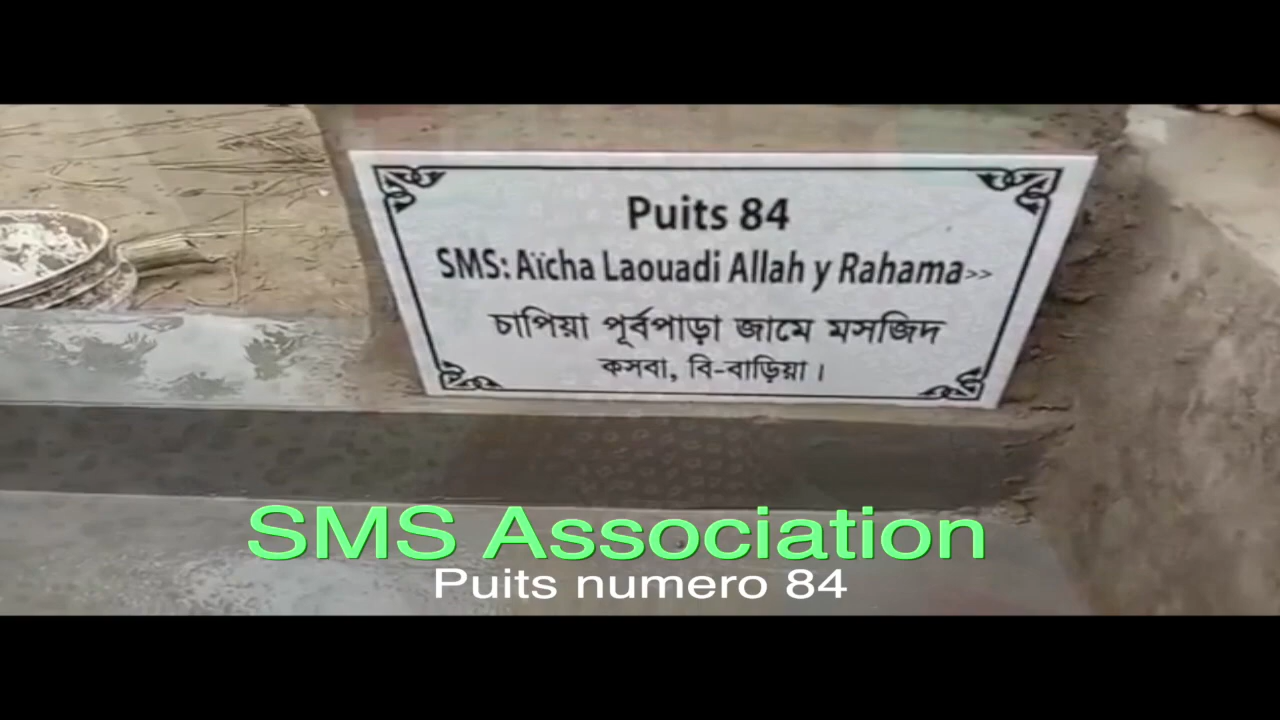 Puits 84
SMS: Aïcha Laouadi Allah y Rahama>>
চাপিয়া পূর্বপাড়া জামে মসজিদ
কসবা, বি-বাড়িয়া।
SMS Association
Puits numero 84